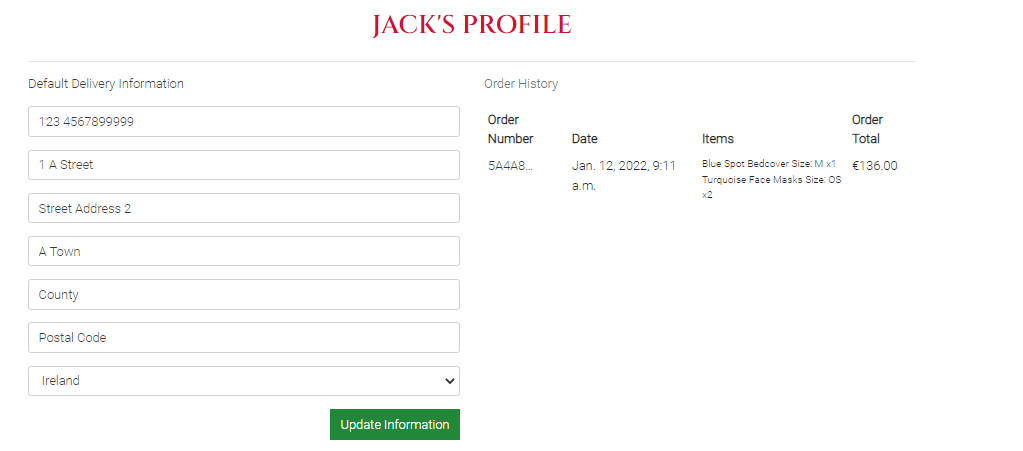 JACK'S PROFILE
Default Delivery Information
123 4567899999
1 A Street
Street Address 2
A Town
County
Postal Code
Ireland
Update Information
Order History
Order Number
Date
Items
Order Total
5A4A8...
Jan. 12, 2022, 9:11
a.m.
Blue Spot Bedcover Size: M x1
Turquoise Face Masks Size: OS
x2
€136.00